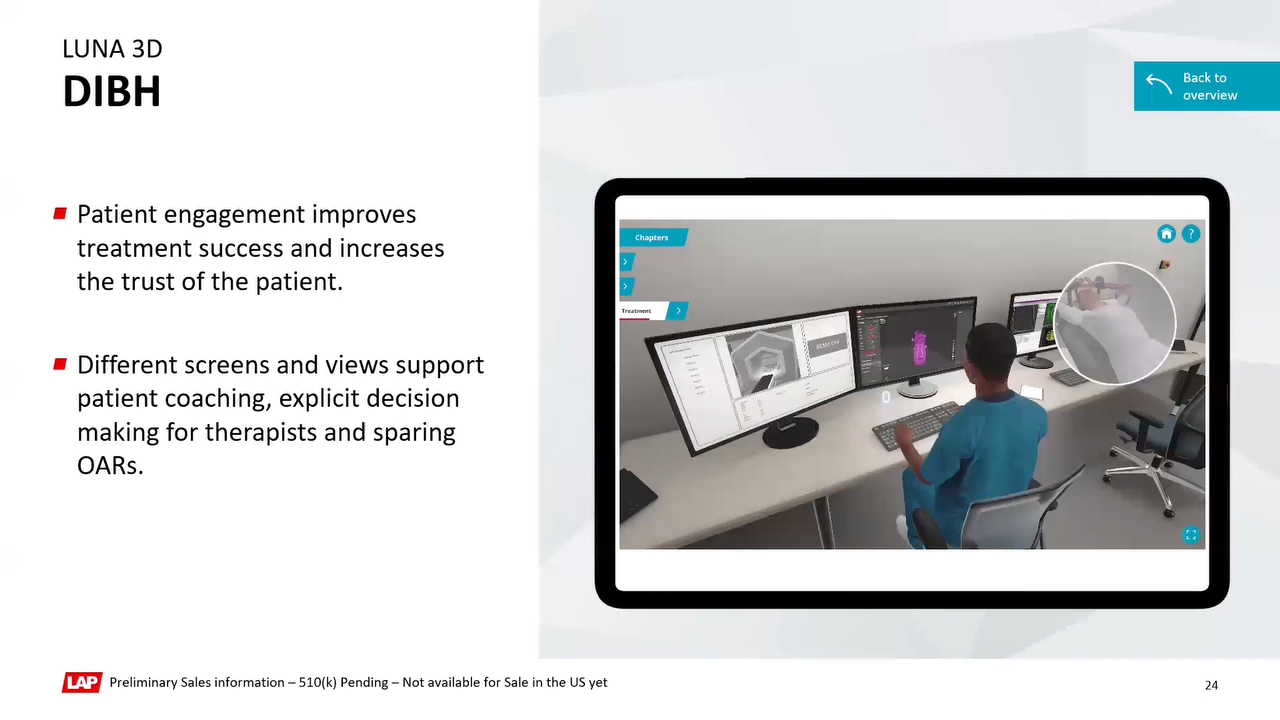 LUNA 3D
DIBH
Back to
overview
Patient engagement improves
treatment success and increases
the trust of the patient.
Different screens and views support
patient coaching, explicit decision
making for therapists and sparing
OARs.
Chapters
?
Treatment
0
LAP Preliminary Sales information – 510(k) Pending – Not available for Sale in the US yet
24